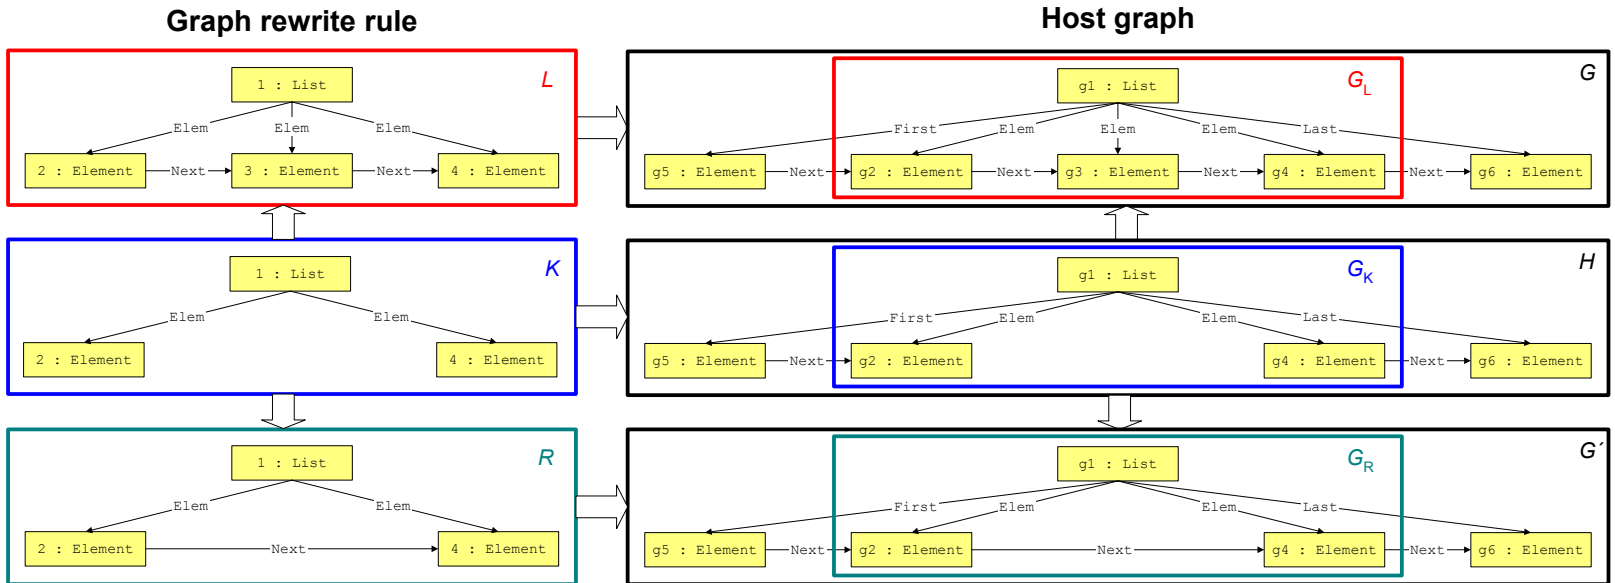 Graph rewrite rule
Host graph
L
1 : List
Elem Elem Elem
2 : Element Next 3 : Element Next 4 : Element
G
G_L
g1 : List
First Elem Elem Elem Last
g5 : Element Next g2 : Element Next g3 : Element Next g4 : Element Next g6 : Element
K
1 : List
Elem Elem
2 : Element 4 : Element
H
G_K
g1 : List
First Elem Elem Last
g5 : Element Next g2 : Element g4 : Element Next g6 : Element
R
1 : List
Elem Elem
2 : Element Next 4 : Element
G´
G_R
g1 : List
First Elem Elem Last
g5 : Element Next g2 : Element Next g4 : Element Next g6 : Element